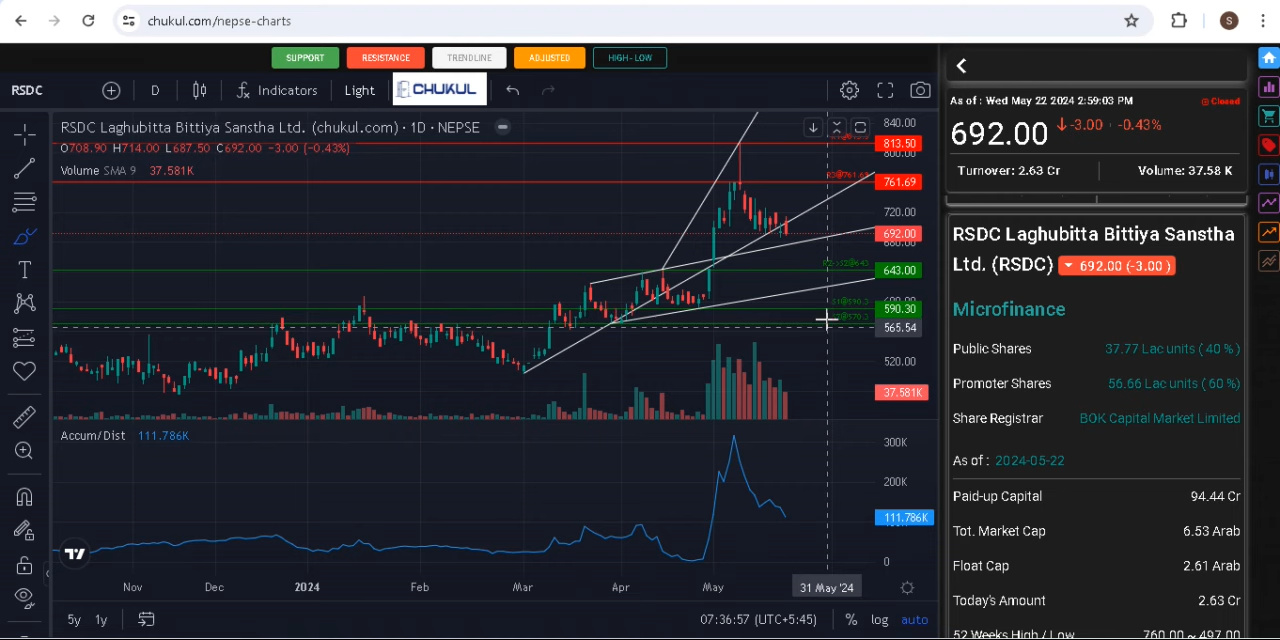 chukul.com/nepse-charts
S
SUPPORT RESISTANCE TRENDLINE ADJUSTED HIGH - LOW
RSDC D Indicators Light CHUKUL
RSDC Laghubitta Bittiya Sanstha Ltd. (chukul.com) · 1D · NEPSE
O708.90 H714.00 L687.50 C692.00 -3.00 (-0.43%)
Volume SMA 9 37.581K
840.00
813.50
800.00
R3@761.69
761.69
720.00
692.00
680.00
643.00
S1@590.3
600.00
590.30
565.54
520.00
37.581K
Accum/Dist 111.786K
300K
200K
111.786K
0
Nov Dec 2024 Feb Mar Apr May 31 May '24
5y 1y 07:36:57 (UTC+5:45) % log auto
As of : Wed May 22 2024 2:59:03 PM Closed
692.00 -3.00 · -0.43%
Turnover: 2.63 Cr Volume: 37.58 K
RSDC Laghubitta Bittiya Sanstha
Ltd. (RSDC) 692.00 (-3.00 )
Microfinance
Public Shares 37.77 Lac units ( 40 % )
Promoter Shares 56.66 Lac units ( 60 %)
Share Registrar BOK Capital Market Limited
As of : 2024-05-22
Paid-up Capital 94.44 Cr
Tot. Market Cap 6.53 Arab
Float Cap 2.61 Arab
Today's Amount 2.63 Cr
52 Weeks High / Low 760.00 ~ 497.00